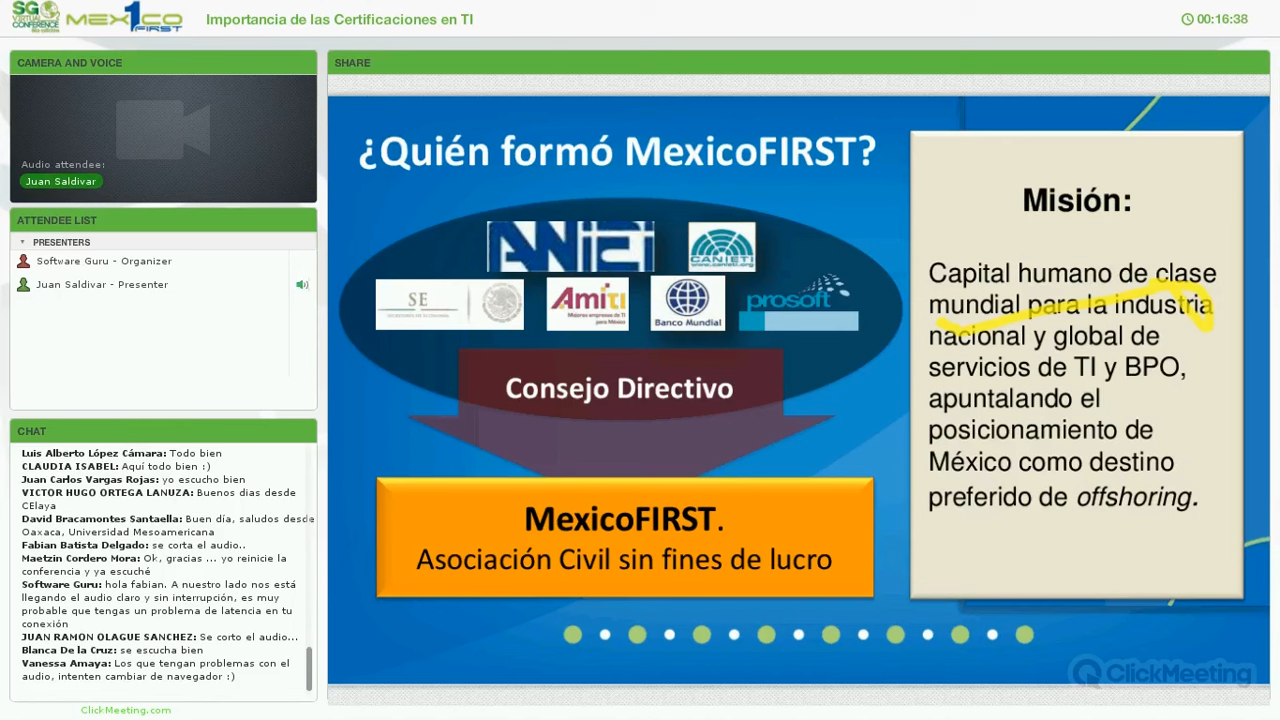 SG
VIRTUAL
CONFERENCE
MEX1CO
FIRST
Importancia de las Certificaciones en TI
00:16:38
CAMERA AND VOICE
Audio attendee:
Juan Saldivar
ATTENDEE LIST
PRESENTERS
Software Guru - Organizer
Juan Saldivar - Presenter
CHAT
Luis Alberto López Cámara: Todo bien
CLAUDIA ISABEL: Aquí todo bien :)
Juan Carlos Vargas Rojas: yo escucho bien
VICTOR HUGO ORTEGA LANUZA: Buenos dias desde
CElaya
David Bracamontes Santaella: Buen día, saludos desde
Oaxaca, Universidad Mesoamericana
Fabian Batista Delgado: se corta el audio..
Maetzin Cordero Mora: Ok, gracias ... yo reinicie la
conferencia y ya escuché
Software Guru: hola fabian. A nuestro lado nos está
llegando el audio claro y sin interrupción, es muy
probable que tengas un problema de latencia en tu
conexión
JUAN RAMON OLAGUE SANCHEZ: Se corto el audio...
Blanca De la Cruz: se escucha bien
Vanessa Amaya: Los que tengan problemas con el
audio, intenten cambiar de navegador :)
ClickMeeting.com
SHARE
¿Quién formó MexicoFIRST?
ANIEI
CANIETI
www.canieti.org
SE
AMITI
Mejores empresas de TI
para México
Banco Mundial
prosoft
Consejo Directivo
MexicoFIRST.
Asociación Civil sin fines de lucro
Misión:
Capital humano de clase
mundial para la industria
nacional y global de
servicios de TI y BPO,
apuntalando el
posicionamiento de
México como destino
preferido de offshoring.
ClickMeeting